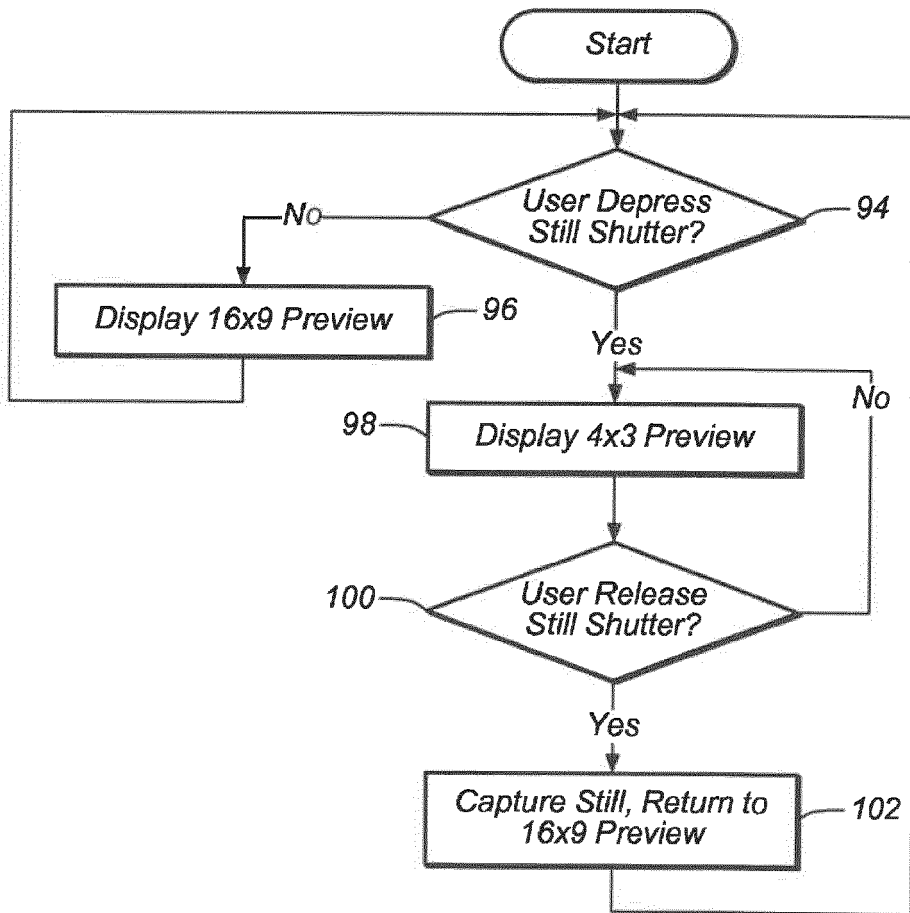 Start
User Depress
Still Shutter?
94
No
Display 16x9 Preview
96
Yes
No
98
Display 4x3 Preview
100
User Release
Still Shutter?
Yes
Capture Still, Return to
16x9 Preview
102